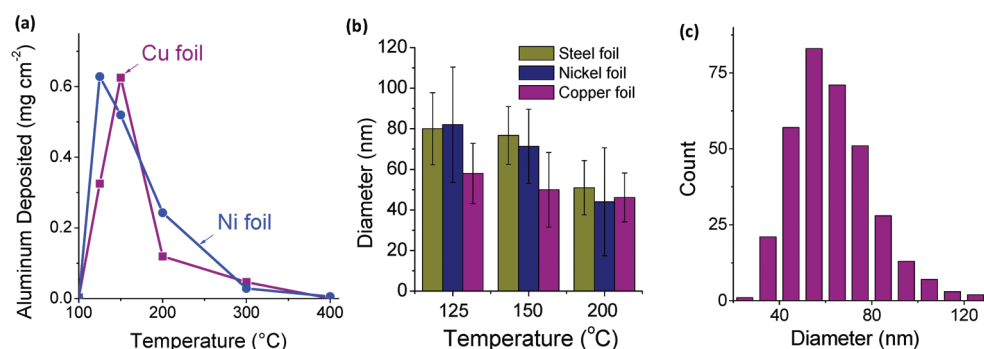 (a)
Cu foil
Ni foil
Aluminum Deposited (mg cm⁻²)
0.6
0.4
0.2
0.0
100
200
300
400
Temperature (°C)
(b)
Steel foil
Nickel foil
Copper foil
Diameter (nm)
120
100
80
60
40
20
0
125
150
200
Temperature (°C)
(c)
Count
75
50
25
0
40
80
120
Diameter (nm)